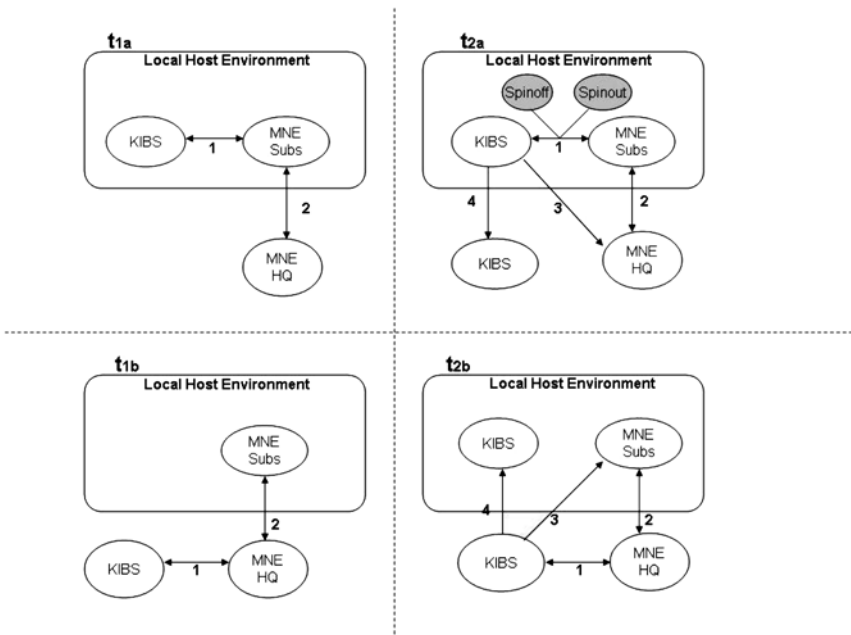 t1a
Local Host Environment
KIBS
1
MNE
Subs
2
MNE
HQ
t2a
Local Host Environment
Spinoff
Spinout
KIBS
1
MNE
Subs
4
3
2
KIBS
MNE
HQ
t1b
Local Host Environment
MNE
Subs
2
KIBS
1
MNE
HQ
t2b
Local Host Environment
KIBS
MNE
Subs
4
3
2
KIBS
1
MNE
HQ